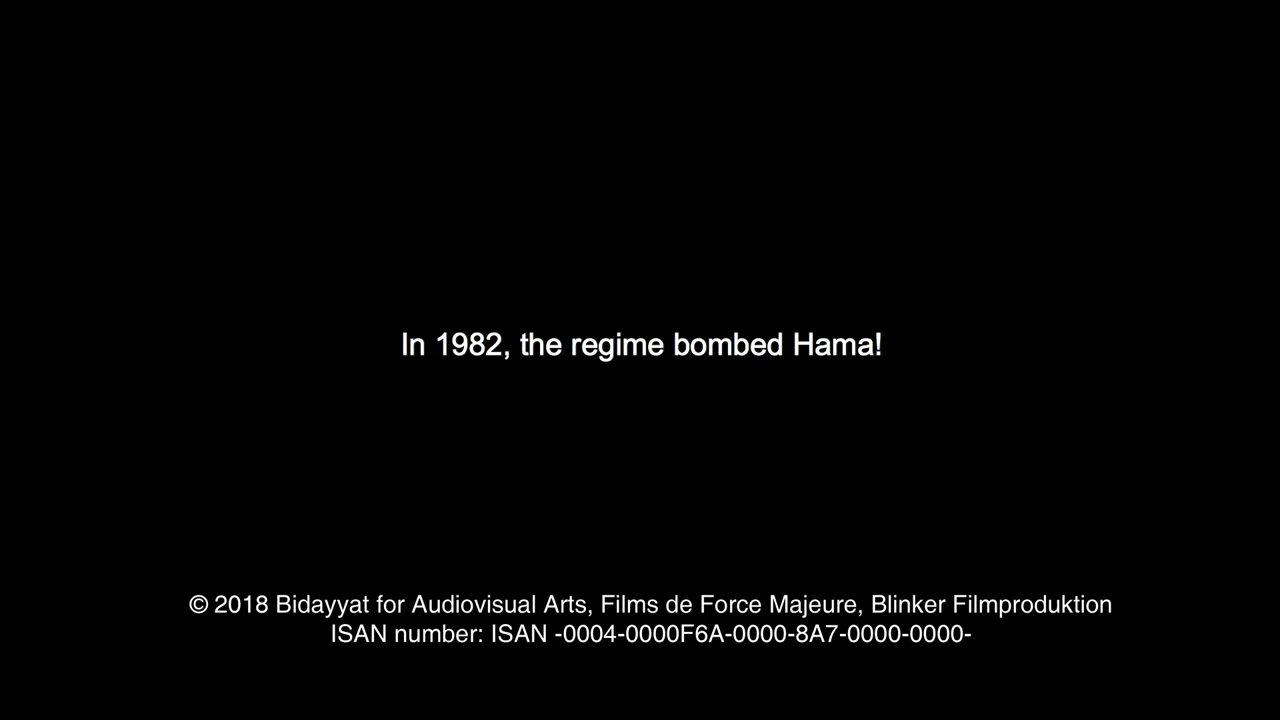 In 1982, the regime bombed Hama!
© 2018 Bidayyat for Audiovisual Arts, Films de Force Majeure, Blinker Filmproduktion
ISAN number: ISAN -0004-0000F6A-0000-8A7-0000-0000-